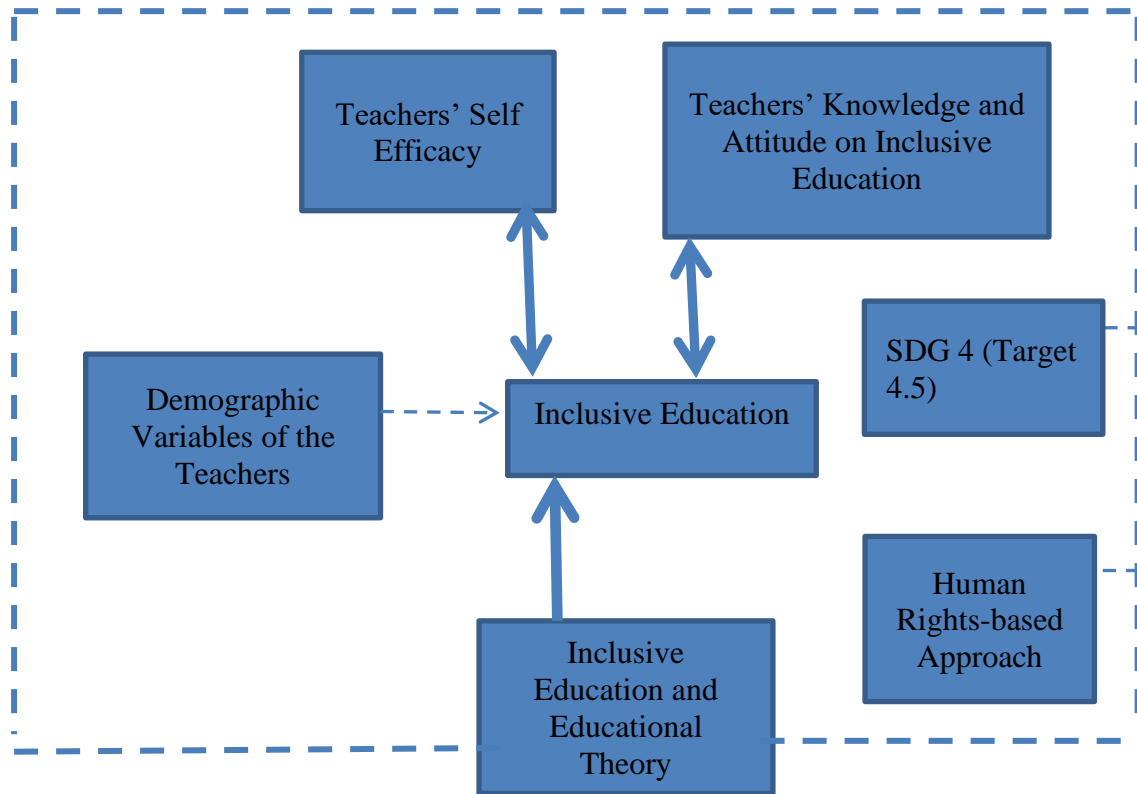 Teachers’ Self
Efficacy
Teachers’ Knowledge and
Attitude on Inclusive
Education
SDG 4 (Target
4.5)
Demographic
Variables of the
Teachers
Inclusive Education
Human
Rights-based
Approach
Inclusive
Education and
Educational
Theory